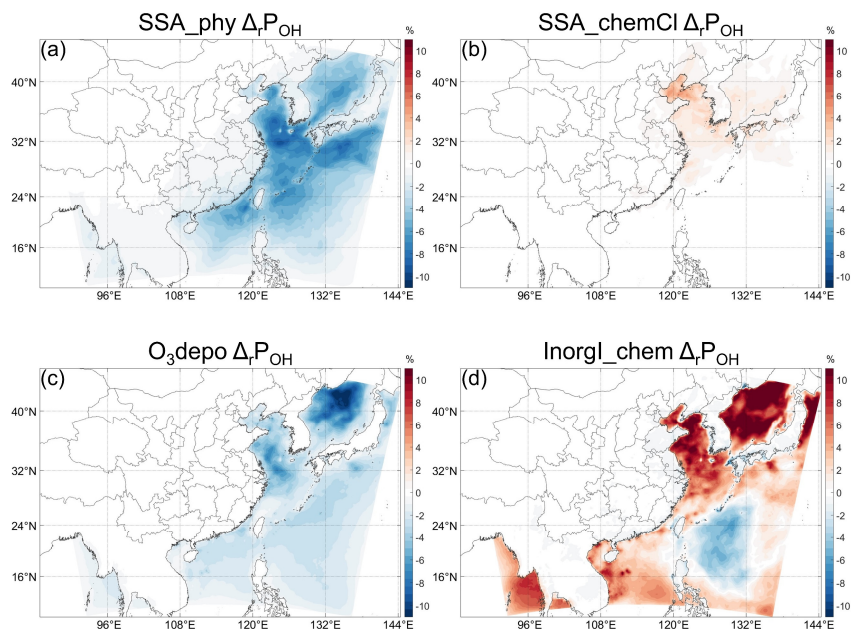 SSA_phy ΔrPOH
(a)
%
10
8
6
4
2
0
-2
-4
-6
-8
-10
40°N
32°N
24°N
16°N
96°E 108°E 120°E 132°E 144°E
SSA_chemCl ΔrPOH
(b)
%
10
8
6
4
2
0
-2
-4
-6
-8
-10
40°N
32°N
24°N
16°N
96°E 108°E 120°E 132°E 144°E
O₃depo ΔrPOH
(c)
%
10
8
6
4
2
0
-2
-4
-6
-8
-10
40°N
32°N
24°N
16°N
96°E 108°E 120°E 132°E 144°E
InorgI_chem ΔrPOH
(d)
%
10
8
6
4
2
0
-2
-4
-6
-8
-10
40°N
32°N
24°N
16°N
96°E 108°E 120°E 132°E 144°E